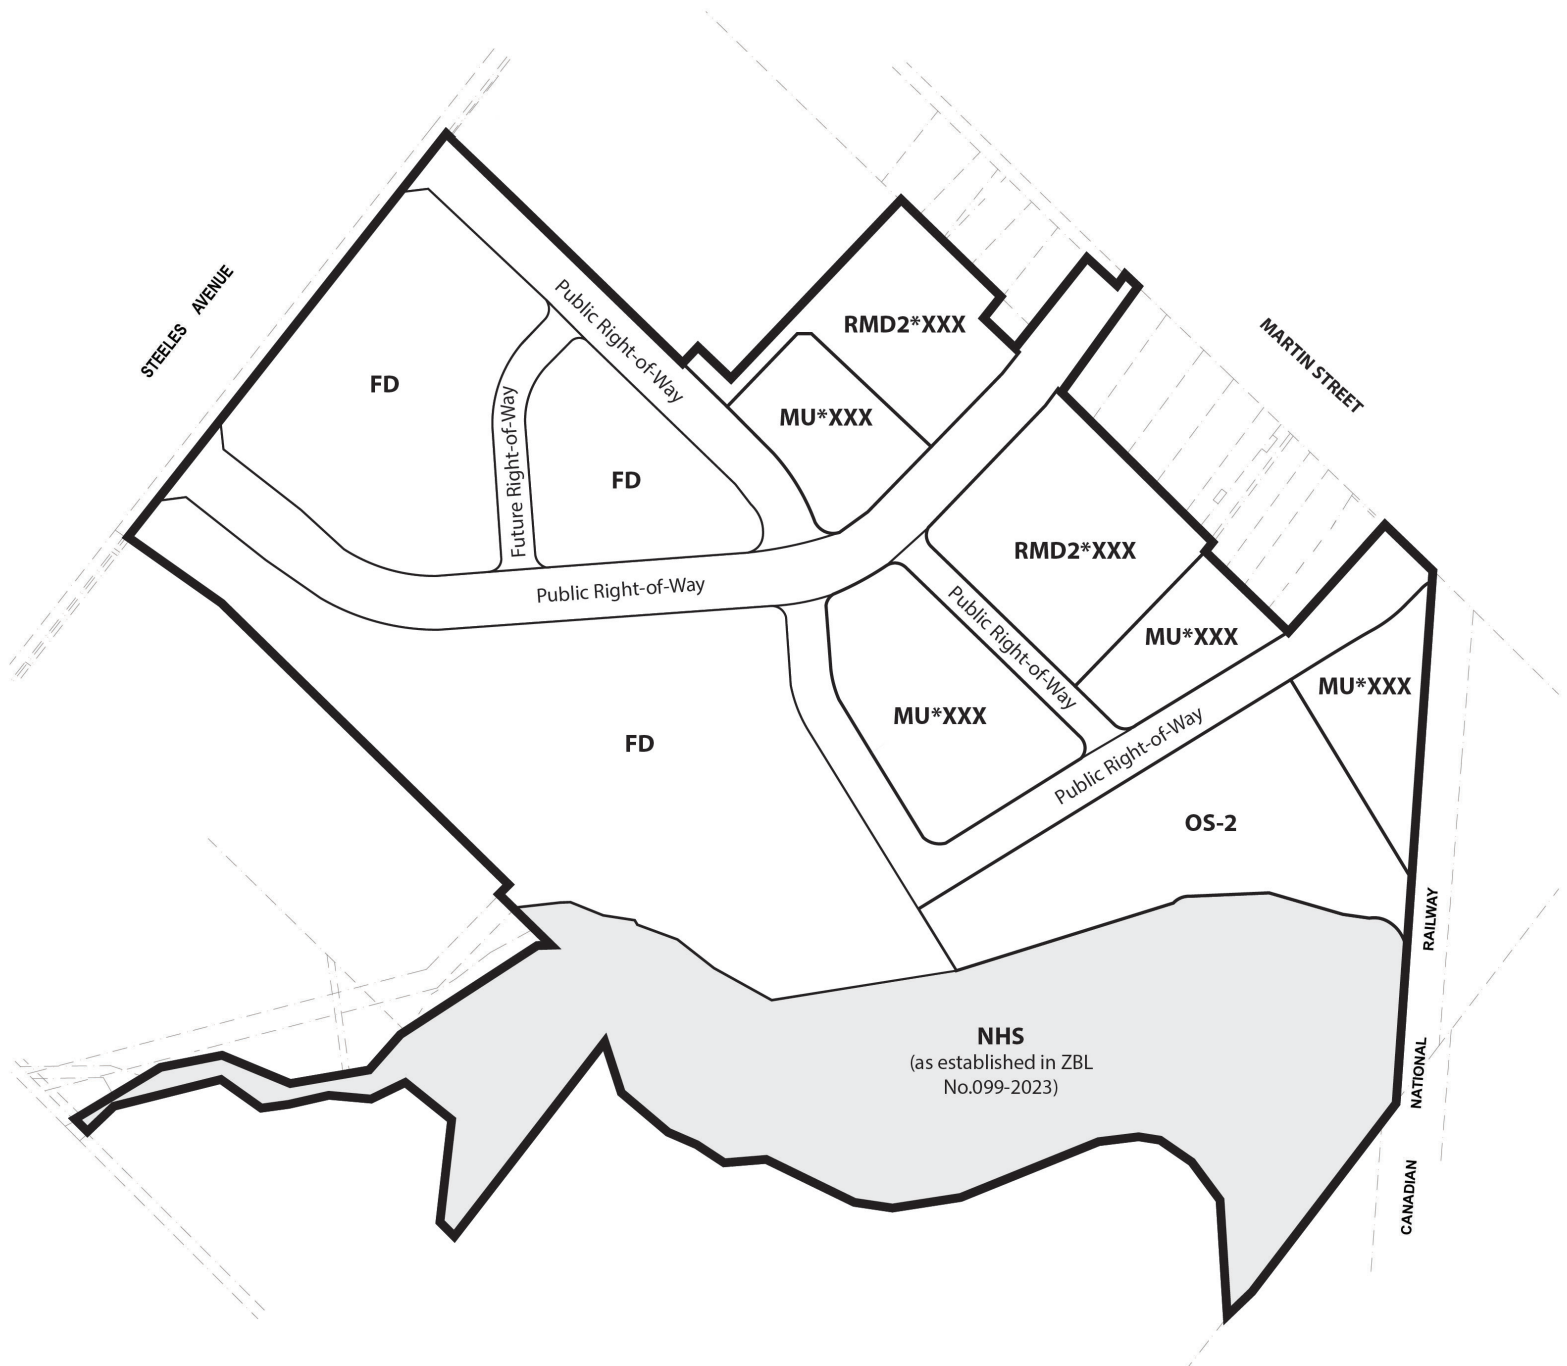 STEELES AVENUE
MARTIN STREET
Public Right-of-Way
RMD2*XXX
FD
MU*XXX
Future Right-of-Way
FD
RMD2*XXX
Public Right-of-Way
Public Right-of-Way
MU*XXX
MU*XXX
MU*XXX
FD
Public Right-of-Way
OS-2
NHS
(as established in ZBL
No.099-2023)
CANADIAN NATIONAL RAILWAY